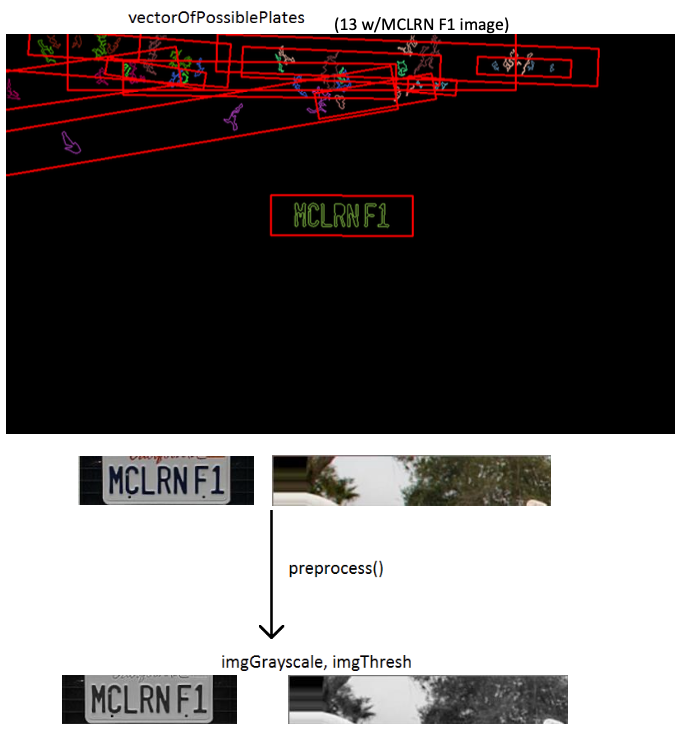 vectorOfPossiblePlates (13 w/MCLRN F1 image)
MCLRN F1
MCLRN F1
preprocess()
imgGrayscale, imgThresh
MCLRN F1